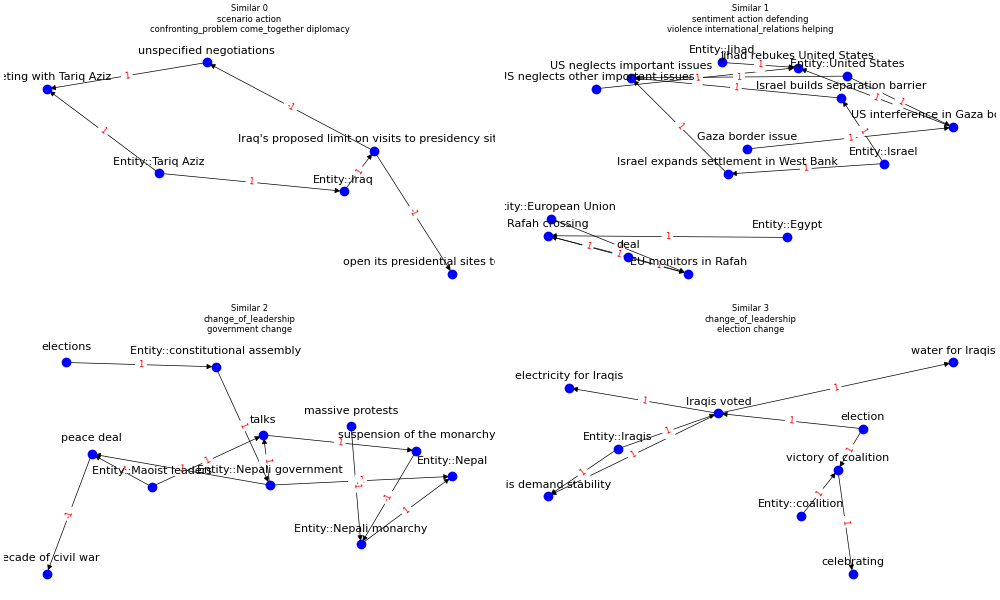 Similar 0
scenario action
confronting_problem come_together diplomacy
unspecified negotiations
eting with Tariq Aziz
1
-1
1
Iraq's proposed limit on visits to presidency sit
Entity::Tariq Aziz
1
Entity::Iraq
1
-1
open its presidential sites to
Similar 1
sentiment action defending
violence international_relations helping
Entity::Jihad
Jihad rebukes United States
US neglects important issues
1
Entity::United States
US neglects other important issues
1
1
1
Israel builds separation barrier
1
1
US interference in Gaza bo
1
Gaza border issue
1
1
Entity::Israel
Israel expands settlement in West Bank
1
tity::European Union
Rafah crossing
Entity::Egypt
1
deal
1
1
1
EU monitors in Rafah
Similar 2
change_of_leadership
government change
elections
1
Entity::constitutional assembly
massive protests
talks
1
1
suspension of the monarchy
peace deal
1
1
Entity::Nepal
Entity::Maoist leaders
Entity::Nepali government
1
1
1
-1
-1
1
-1
Entity::Nepali monarchy
ecade of civil war
Similar 3
change_of_leadership
election change
water for Iraqis
electricity for Iraqis
1
1
Iraqis voted
1
election
Entity::Iraqis
1
1
1
1
victory of coalition
is demand stability
Entity::coalition
1
1
celebrating